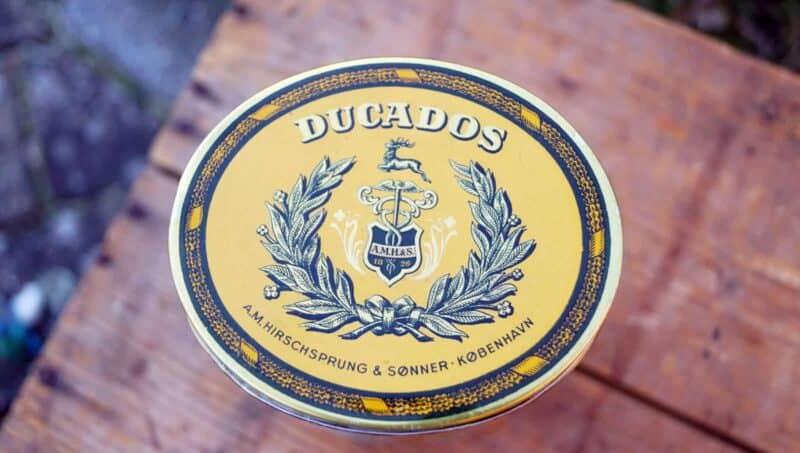 DUCADOS
A.M.H.&S.
18 26
A.M. HIRSCHSPRUNG & SØNNER · KØBENHAVN